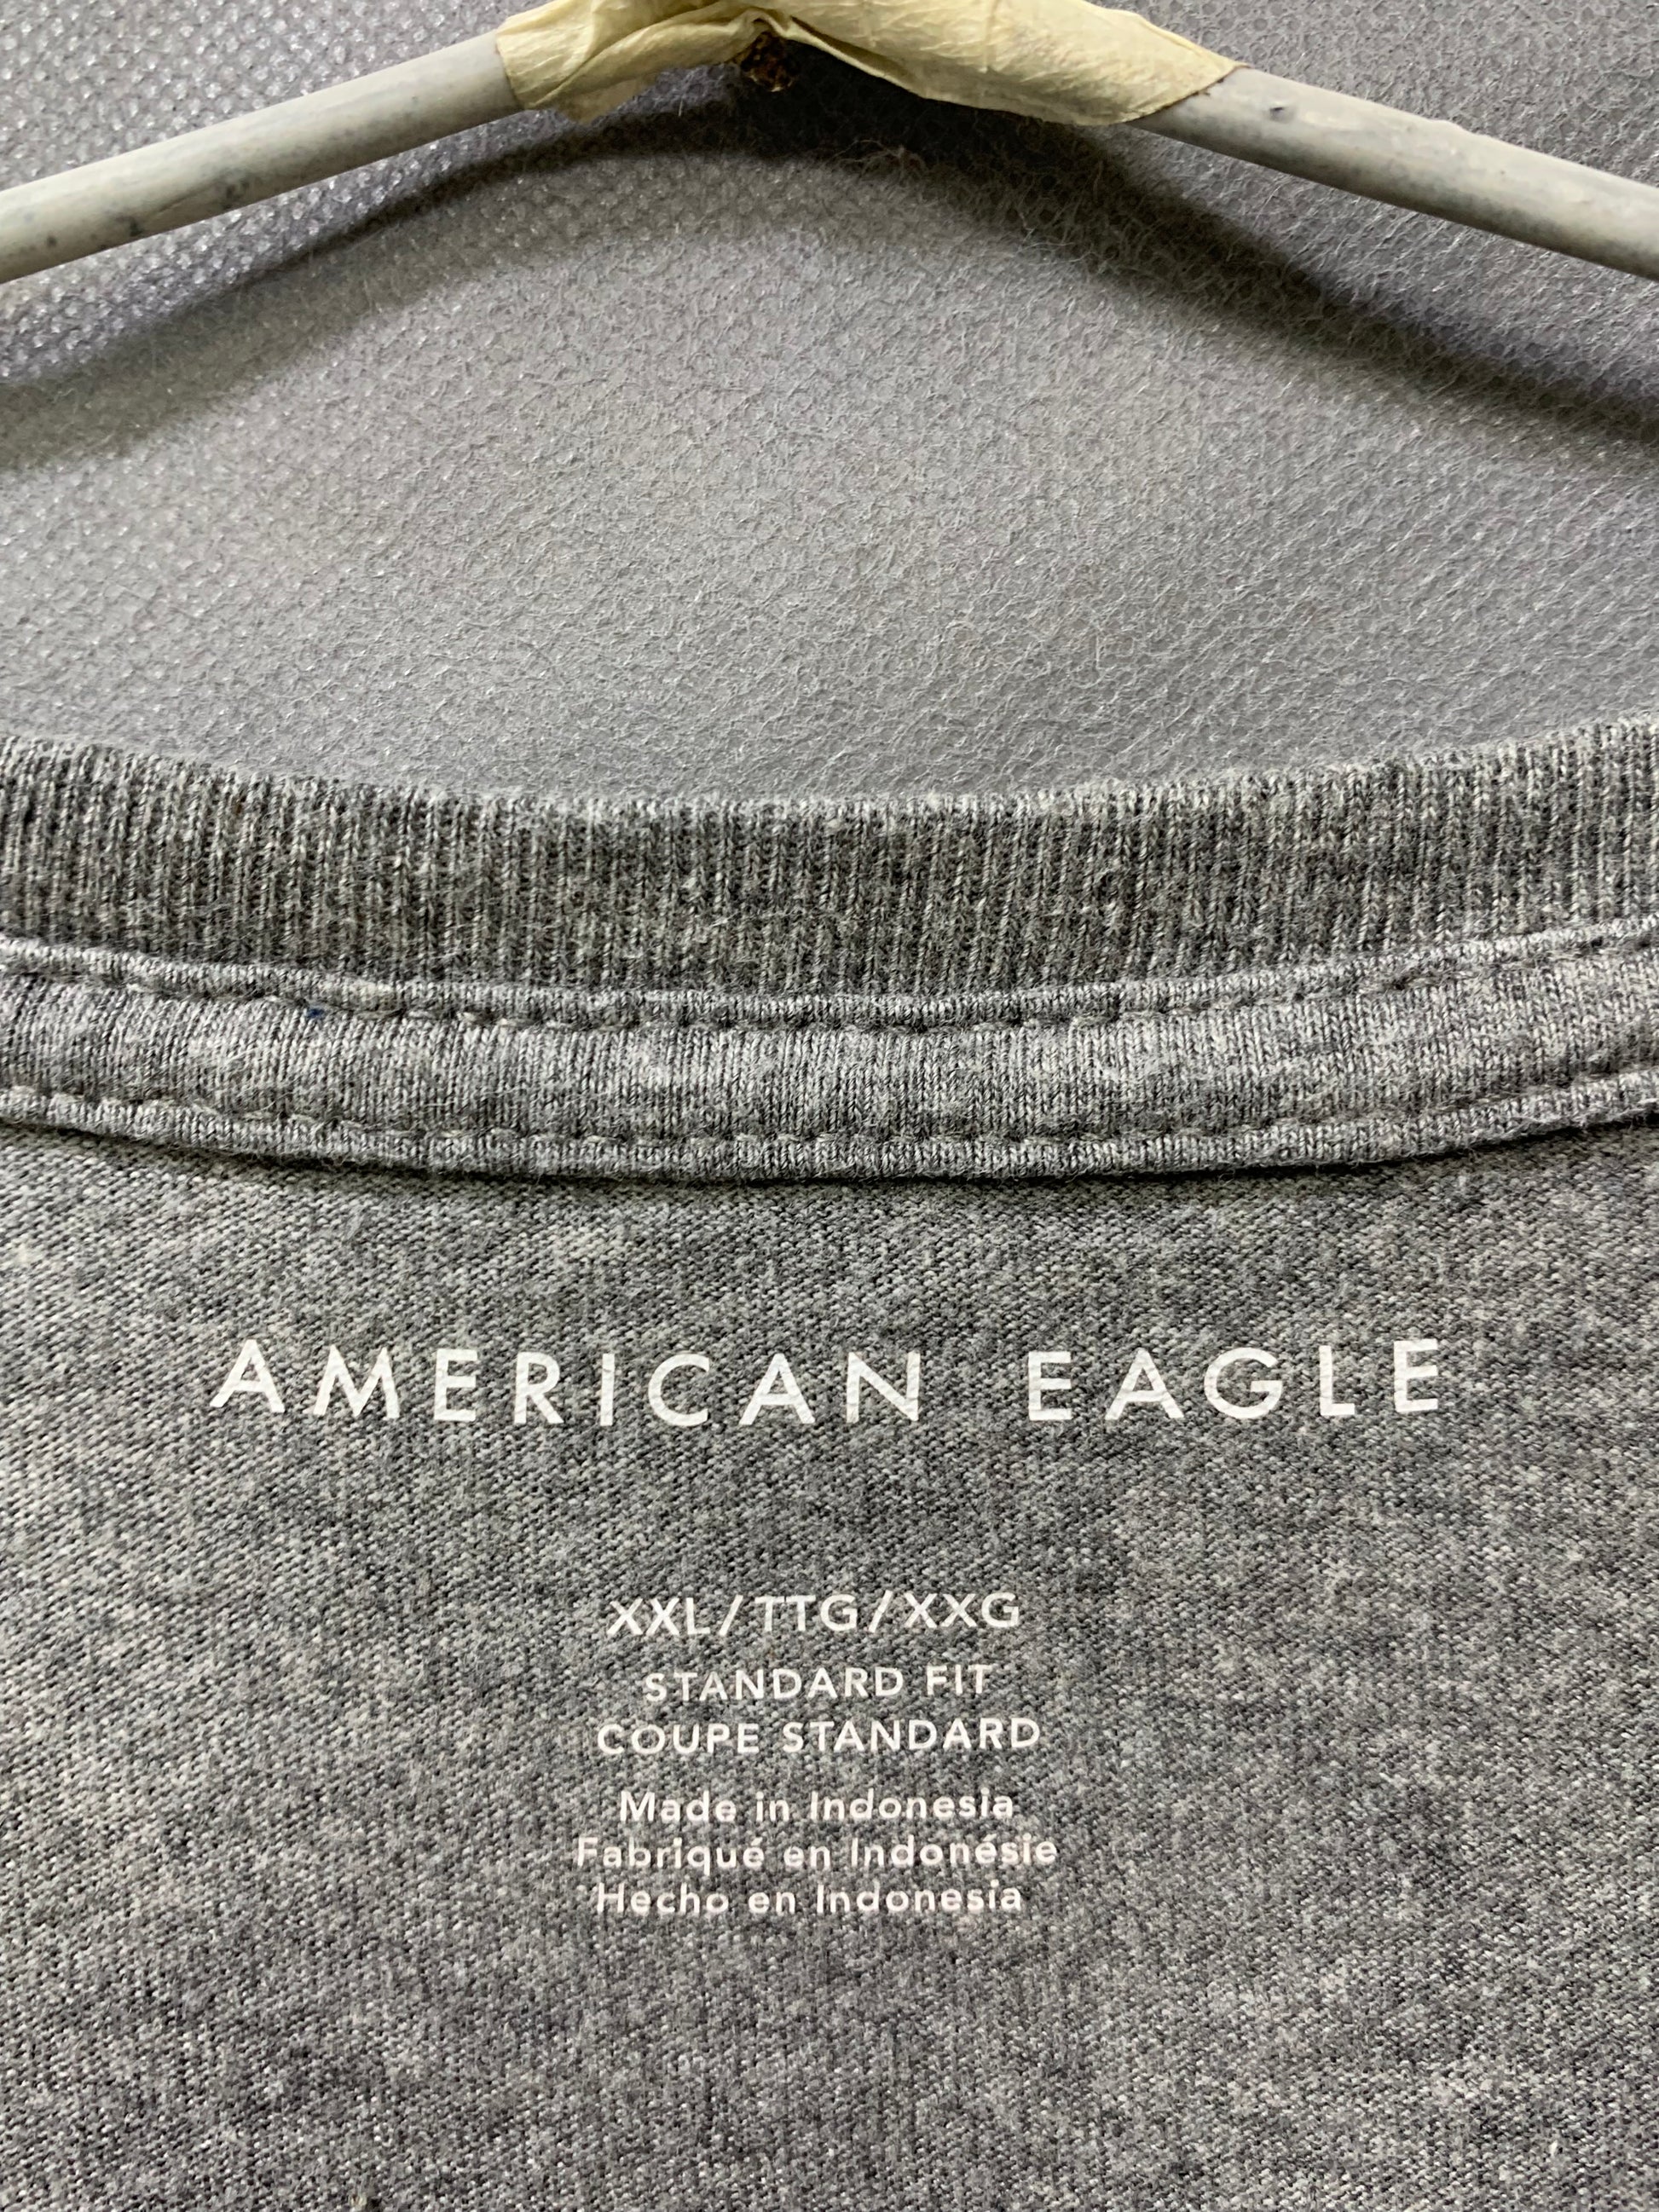 AMERICAN EAGLE
XXL/TTG/XXG
STANDARD FIT
COUPE STANDARD
Made in Indonesia
Fabriqué en Indonésie
Hecho en Indonesia